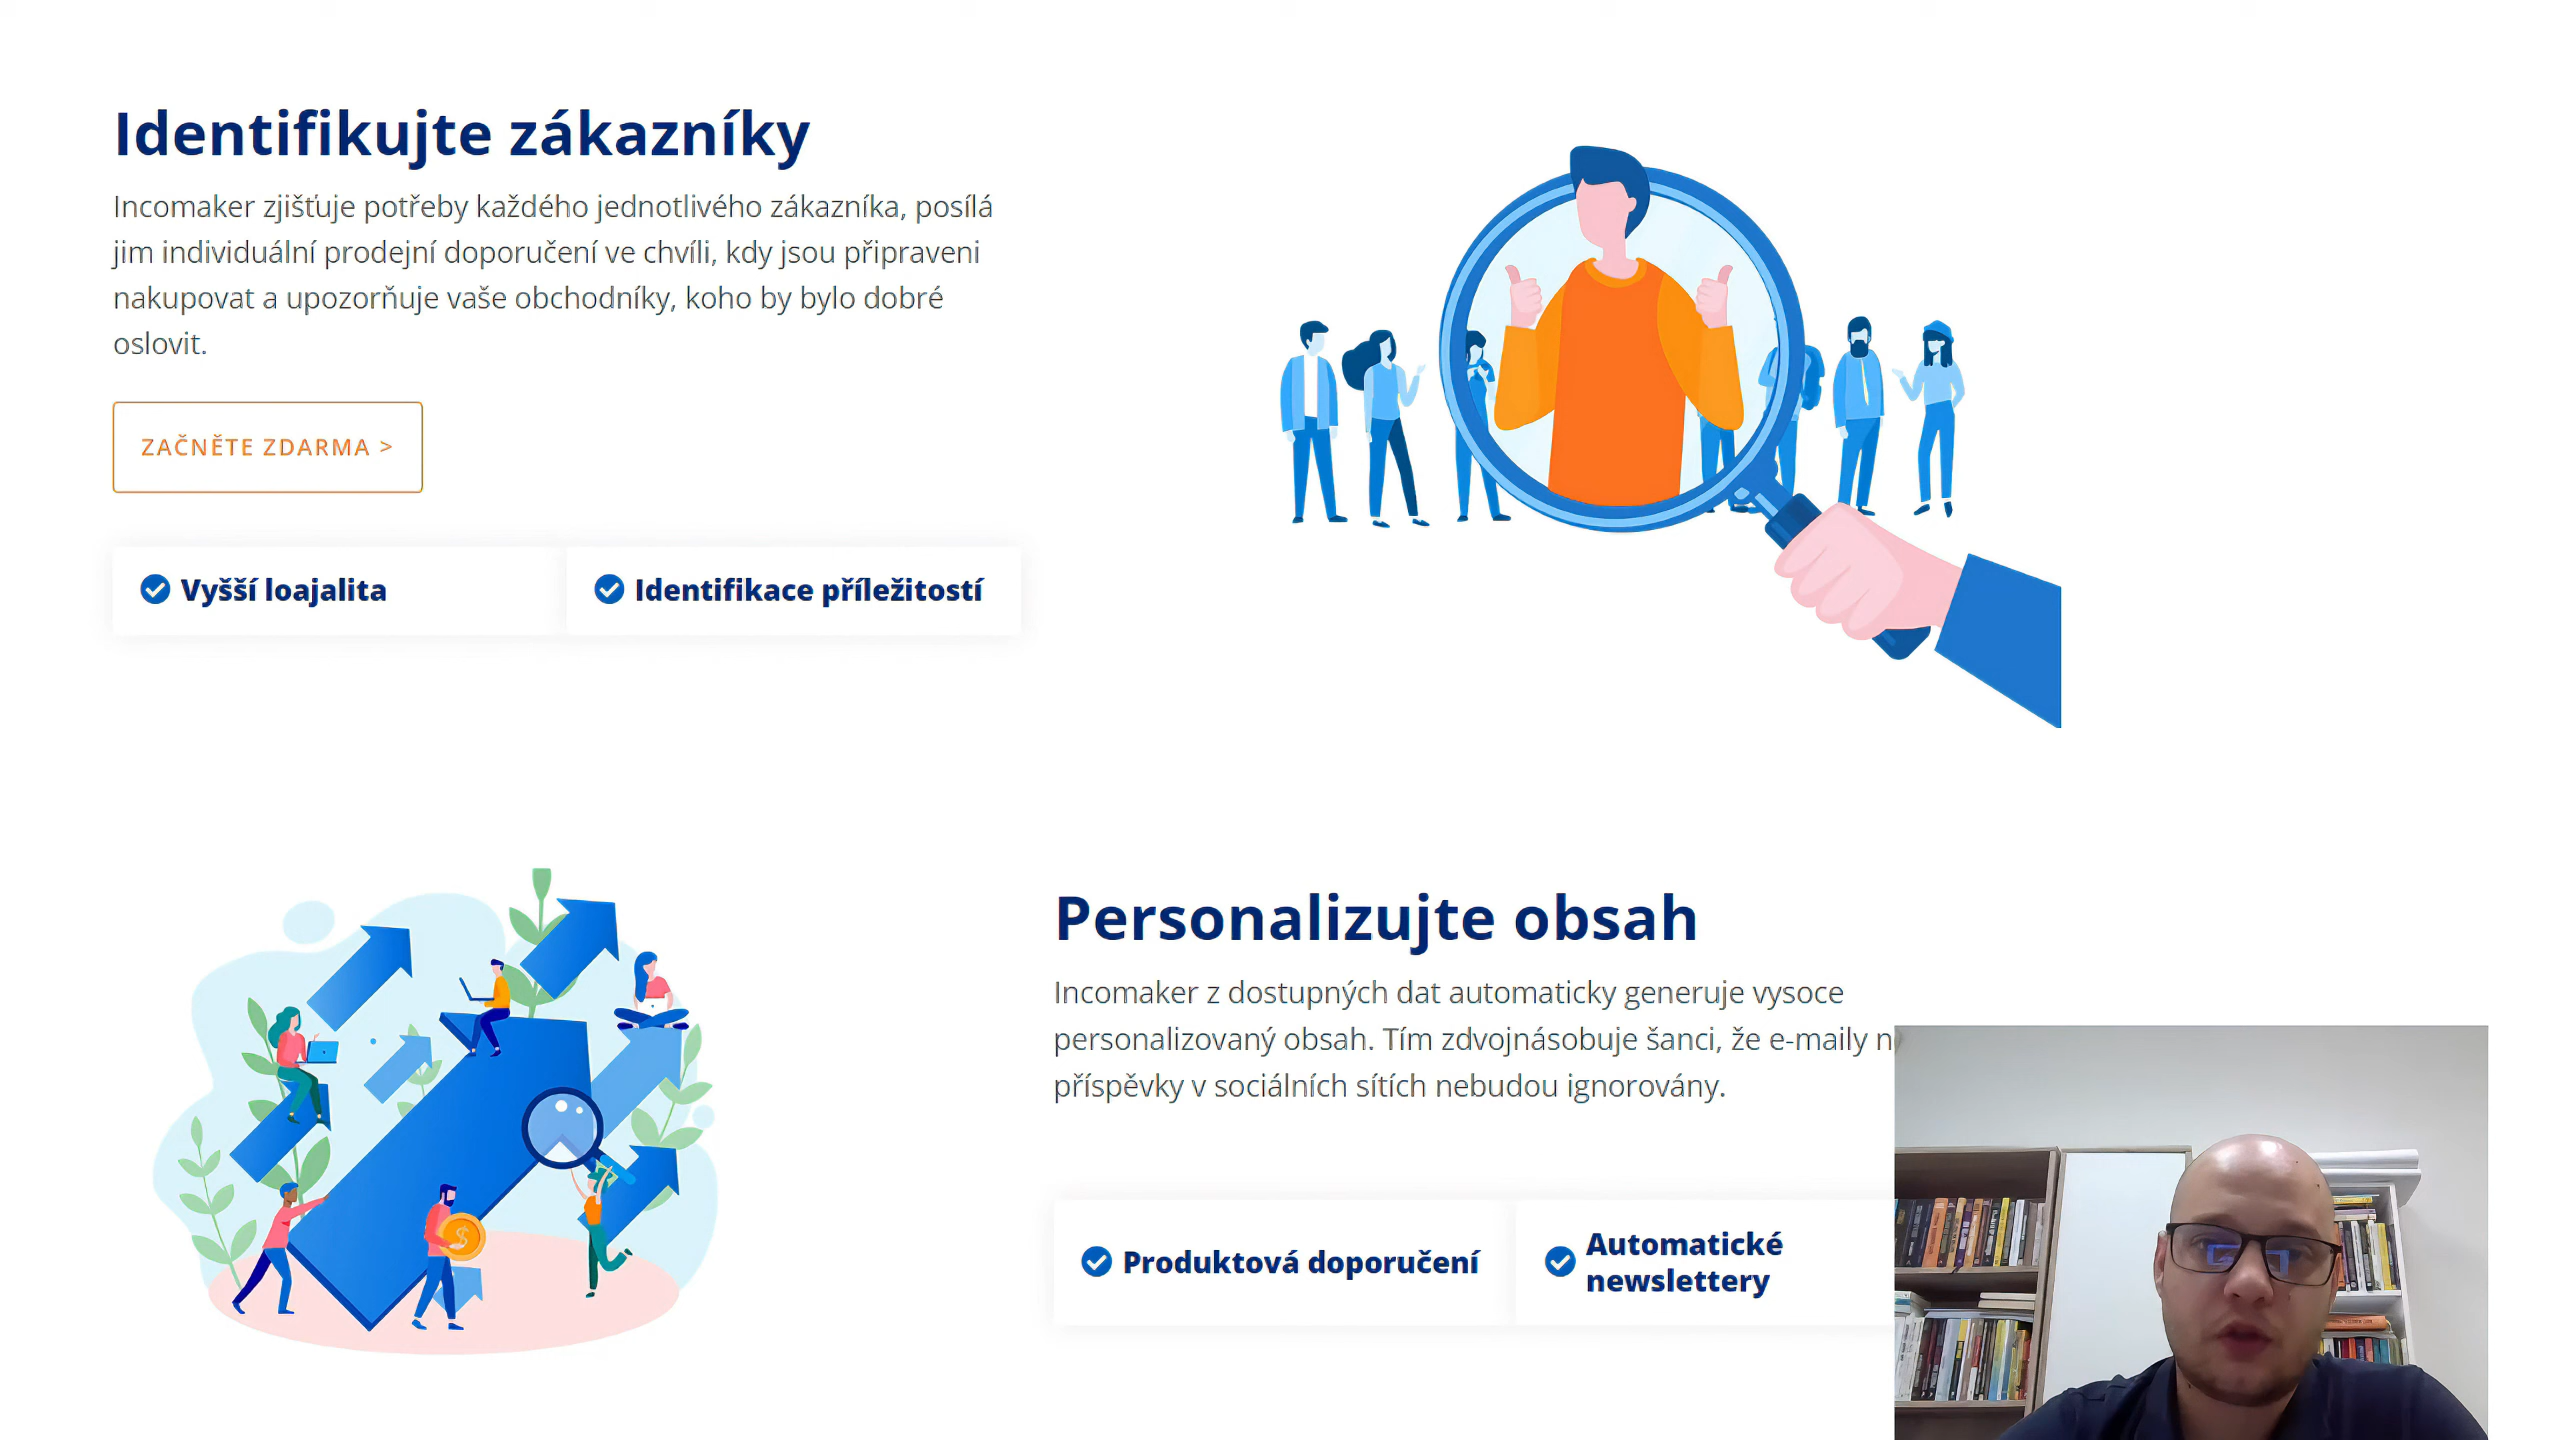 Identifikujte zákazníky
Incomaker zjišťuje potřeby každého jednotlivého zákazníka, posílá
jim individuální prodejní doporučení ve chvíli, kdy jsou připraveni
nakupovat a upozorňuje vaše obchodníky, koho by bylo dobré
oslovit.
ZAČNĚTE ZDARMA >
Vyšší loajalita
Identifikace příležitostí
Personalizujte obsah
Incomaker z dostupných dat automaticky generuje vysoce
personalizovaný obsah. Tím zdvojnásobuje šanci, že e-maily
příspěvky v sociálních sítích nebudou ignorovány.
Produktová doporučení
Automatické
newslettery